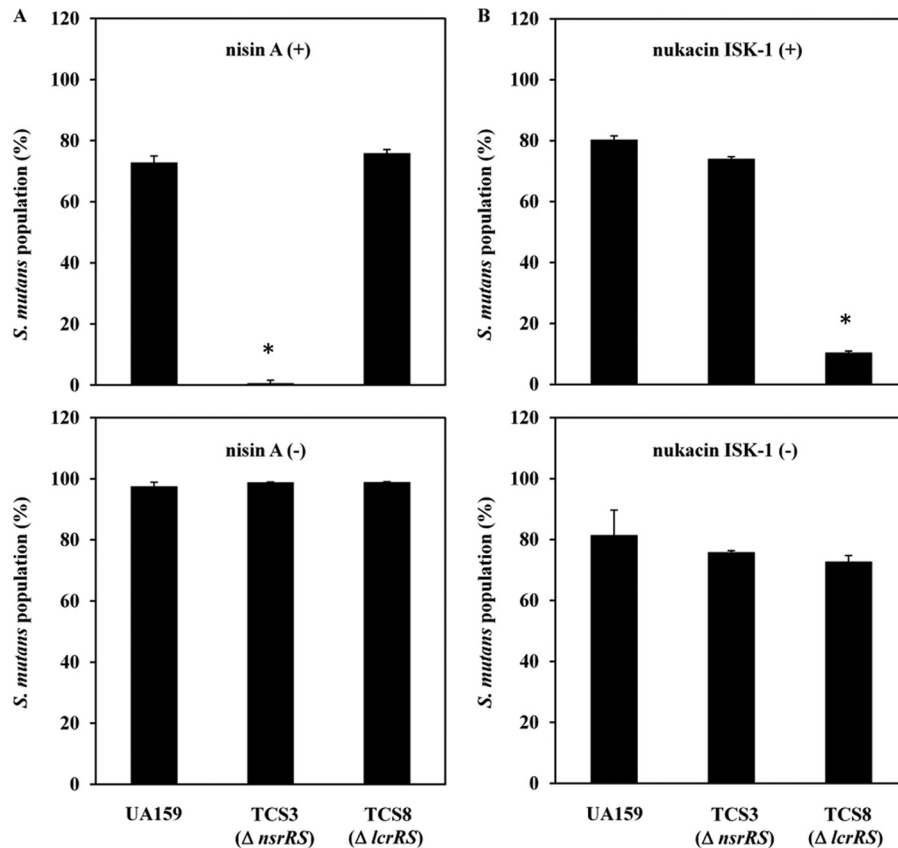 A
nisin A (+)
S. mutans population (%)
120
100
80
60
40
20
0
*
B
nukacin ISK-1 (+)
S. mutans population (%)
120
100
80
60
40
20
0
*
nisin A (-)
S. mutans population (%)
120
100
80
60
40
20
0
UA159
TCS3
(Δ nsrRS)
TCS8
(Δ lcrRS)
nukacin ISK-1 (-)
S. mutans population (%)
120
100
80
60
40
20
0
UA159
TCS3
(Δ nsrRS)
TCS8
(Δ lcrRS)